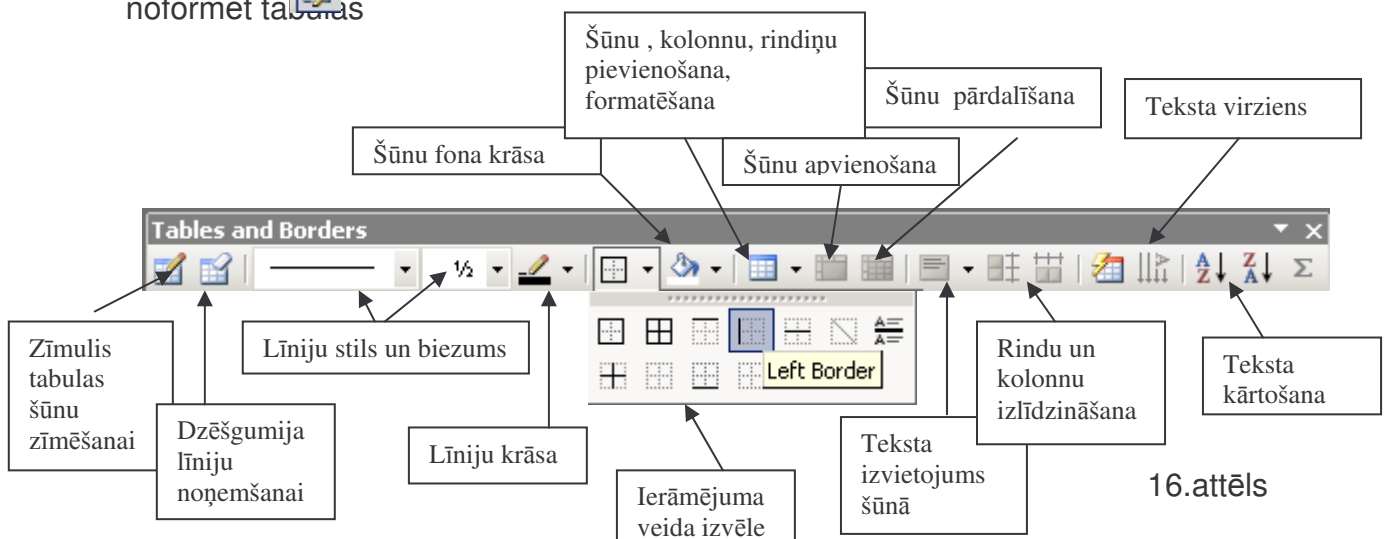 noformēt tabulas
Šūnu , kolonnu, rindiņu
pievienošana,
formatēšana
Šūnu pārdalīšana
Teksta virziens
Šūnu fona krāsa
Šūnu apvienošana
Tables and Borders
½
A
Z
Z
A
Σ
Left Border
Zīmulis
tabulas
šūnu
zīmēšanai
Dzēšgumija
līniju
noņemšanai
Līniju stils un biezums
Līniju krāsa
Ierāmējuma
veida izvēle
Teksta
izvietojums
šūnā
Rindu un
kolonnu
izlīdzināšana
Teksta
kārtošana
16.attēls